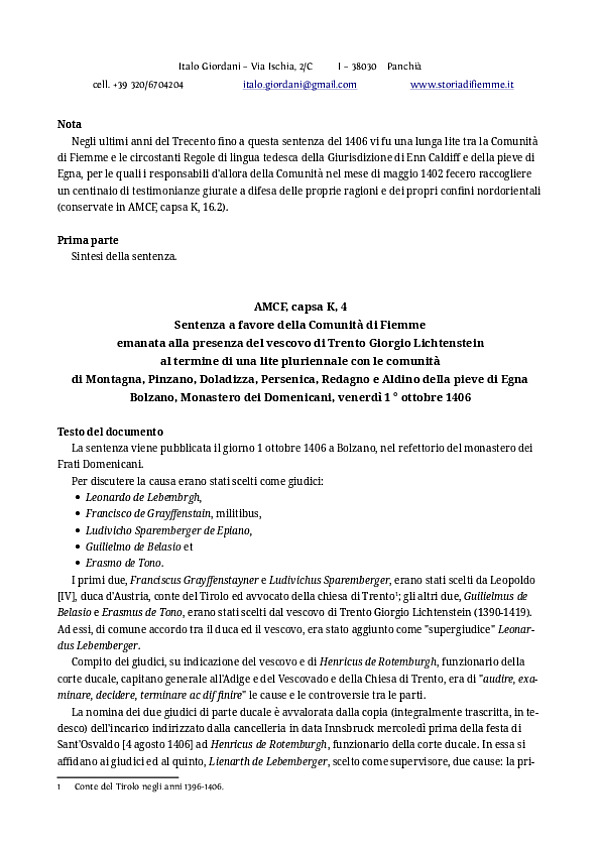 Italo Giordani – Via Ischia, 2/C I – 38030 Panchià
cell. +39 320/6704204 italo.giordani@gmail.com www.storiadifiemme.it
Nota
Negli ultimi anni del Trecento fino a questa sentenza del 1406 vi fu una lunga lite tra la Comunità
di Fiemme e le circostanti Regole di lingua tedesca della Giurisdizione di Enn Caldiff e della pieve di
Egna, per le quali i responsabili d'allora della Comunità nel mese di maggio 1402 fecero raccogliere
un centinaio di testimonianze giurate a difesa delle proprie ragioni e dei propri confini nordorientali
(conservate in AMCF, capsa K, 16.2).
Prima parte
Sintesi della sentenza.
AMCF, capsa K, 4
Sentenza a favore della Comunità di Fiemme
emanata alla presenza del vescovo di Trento Giorgio Lichtenstein
al termine di una lite pluriennale con le comunità
di Montagna, Pinzano, Doladizza, Persenica, Redagno e Aldino della pieve di Egna
Bolzano, Monastero dei Domenicani, venerdì 1 ° ottobre 1406
Testo del documento
La sentenza viene pubblicata il giorno 1 ottobre 1406 a Bolzano, nel refettorio del monastero dei
Frati Domenicani.
Per discutere la causa erano stati scelti come giudici:
• Leonardo de Lebembrgh,
• Francisco de Grayffenstain, militibus,
• Ludivicho Sparemberger de Epiano,
• Guilielmo de Belasio et
• Erasmo de Tono.
I primi due, Franciscus Grayffenstayner e Ludivichus Sparemberger, erano stati scelti da Leopoldo
[IV], duca d'Austria, conte del Tirolo ed avvocato della chiesa di Trento1; gli altri due, Guilielmus de
Belasio e Erasmus de Tono, erano stati scelti dal vescovo di Trento Giorgio Lichtenstein (1390-1419).
Ad essi, di comune accordo tra il duca ed il vescovo, era stato aggiunto come "supergiudice" Leonar-
dus Lebemberger.
Compito dei giudici, su indicazione del vescovo e di Henricus de Rotemburgh, funzionario della
corte ducale, capitano generale all'Adige e del Vescovado e della Chiesa di Trento, era di "audire, exa-
minare, decidere, terminare ac dif finire" le cause e le controversie tra le parti.
La nomina dei due giudici di parte ducale è avvalorata dalla copia (integralmente trascritta, in te-
desco) dell'incarico indirizzato dalla cancelleria in data Innsbruck mercoledì prima della festa di
Sant'Osvaldo [4 agosto 1406] ad Henricus de Rotemburgh, funzionario della corte ducale. In essa si
affidano ai giudici ed al quinto, Lienarth de Lebemberger, scelto come supervisore, due cause: la pri-
1 Conte del Tirolo negli anni 1396-1406.